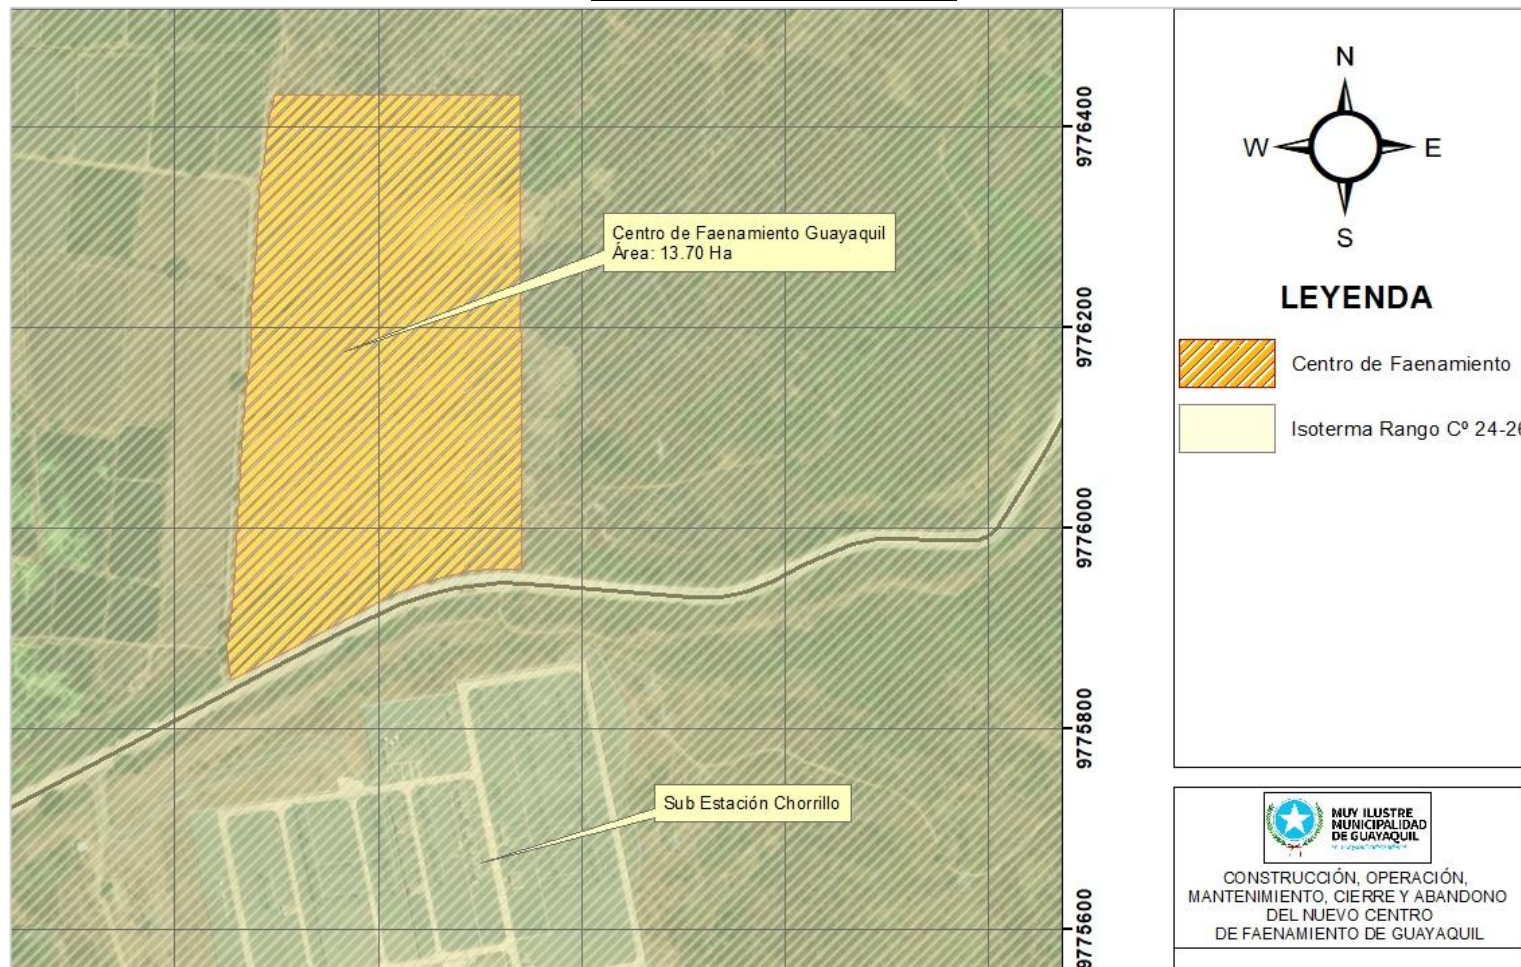 Centro de Faenamiento Guayaquil
Área: 13.70 Ha
Sub Estación Chorrillo
9776400
9776200
9776000
9775800
9775600
N
W
E
S
LEYENDA
Centro de Faenamiento
Isoterma Rango Cº 24-26
MUY ILUSTRE
MUNICIPALIDAD
DE GUAYAQUIL
CONSTRUCCIÓN, OPERACIÓN,
MANTENIMIENTO, CIERRE Y ABANDONO
DEL NUEVO CENTRO
DE FAENAMIENTO DE GUAYAQUIL